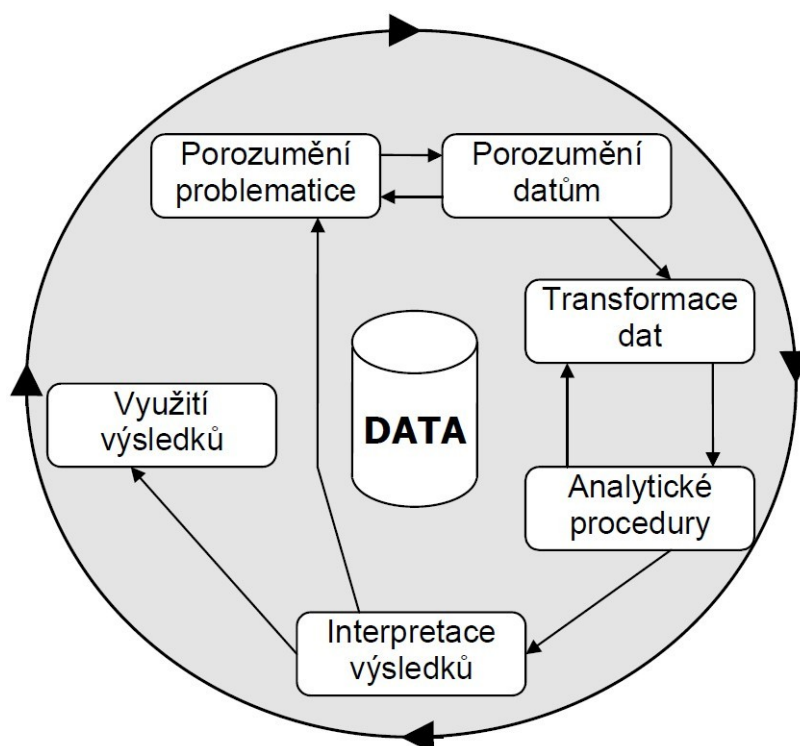 Porozumění
problematice
Porozumění
datům
Transformace
dat
DATA
Využití
výsledků
Analytické
procedury
Interpretace
výsledků